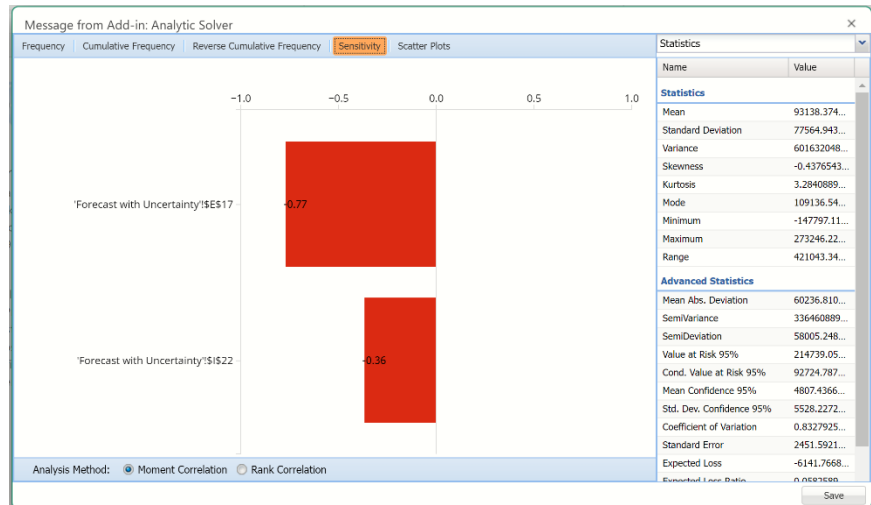 Message from Add-in: Analytic Solver
Frequency Cumulative Frequency Reverse Cumulative Frequency Sensitivity Scatter Plots
−1.0 −0.5 0.0 0.5 1.0
'Forecast with Uncertainty'!$E$17
-0.77
'Forecast with Uncertainty'!$I$22
-0.36
Analysis Method: Moment Correlation Rank Correlation
Statistics
Name Value
Statistics
Mean 93138.374...
Standard Deviation 77564.943...
Variance 601632048...
Skewness -0.4376543...
Kurtosis 3.2840889...
Mode 109136.54...
Minimum -147797.11...
Maximum 273246.22...
Range 421043.34...
Advanced Statistics
Mean Abs. Deviation 60236.810...
SemiVariance 336460889...
SemiDeviation 58005.248...
Value at Risk 95% 214739.05...
Cond. Value at Risk 95% 92724.787...
Mean Confidence 95% 4807.4366...
Std. Dev. Confidence 95% 5528.2272...
Coefficient of Variation 0.8327925...
Standard Error 2451.5921...
Expected Loss -6141.7668...
Expected Loss Ratio 0.0582589...
Save